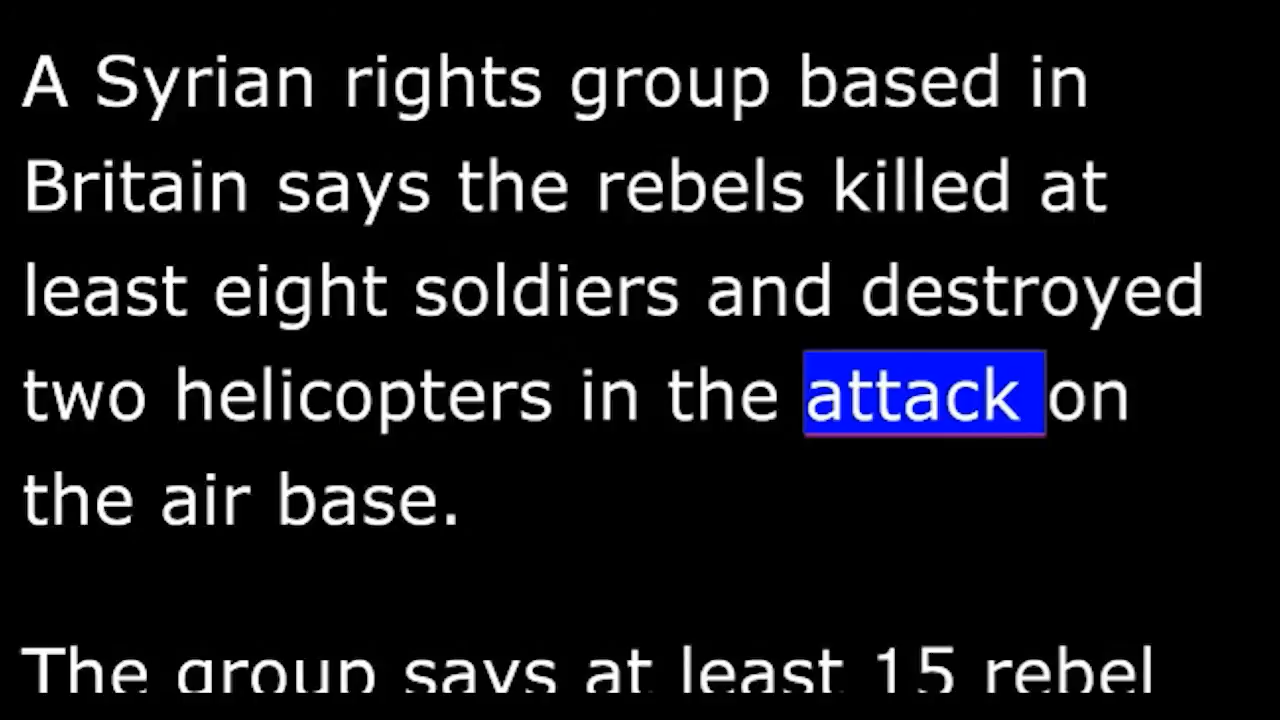 A Syrian rights group based in
Britain says the rebels killed at
least eight soldiers and destroyed
two helicopters in the attack on
the air base.
The group says at least 15 rebel